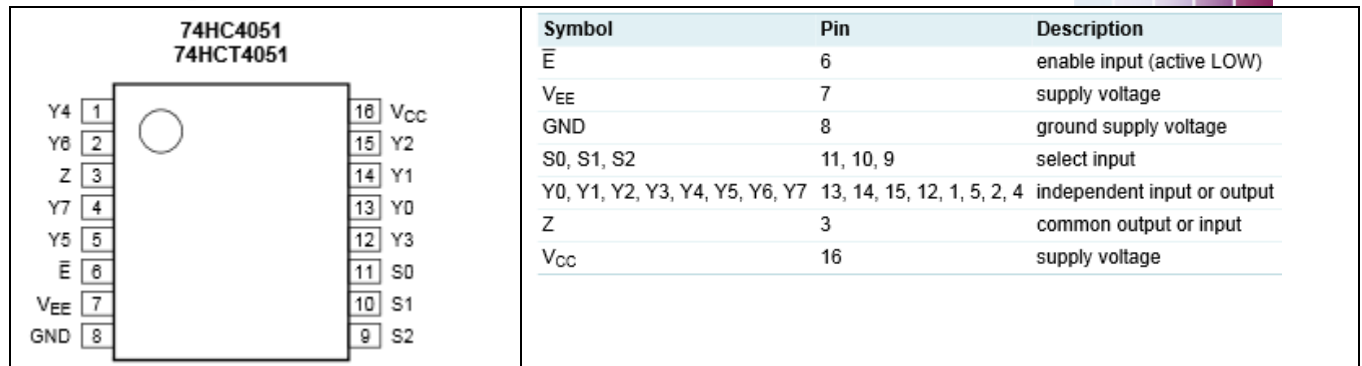 74HC4051
74HCT4051
Y4 1
Y6 2
Z 3
Y7 4
Y5 5
E̅ 6
VEE 7
GND 8
16 VCC
15 Y2
14 Y1
13 Y0
12 Y3
11 S0
10 S1
9 S2
Symbol Pin Description
E̅ 6 enable input (active LOW)
VEE 7 supply voltage
GND 8 ground supply voltage
S0, S1, S2 11, 10, 9 select input
Y0, Y1, Y2, Y3, Y4, Y5, Y6, Y7 13, 14, 15, 12, 1, 5, 2, 4 independent input or output
Z 3 common output or input
VCC 16 supply voltage